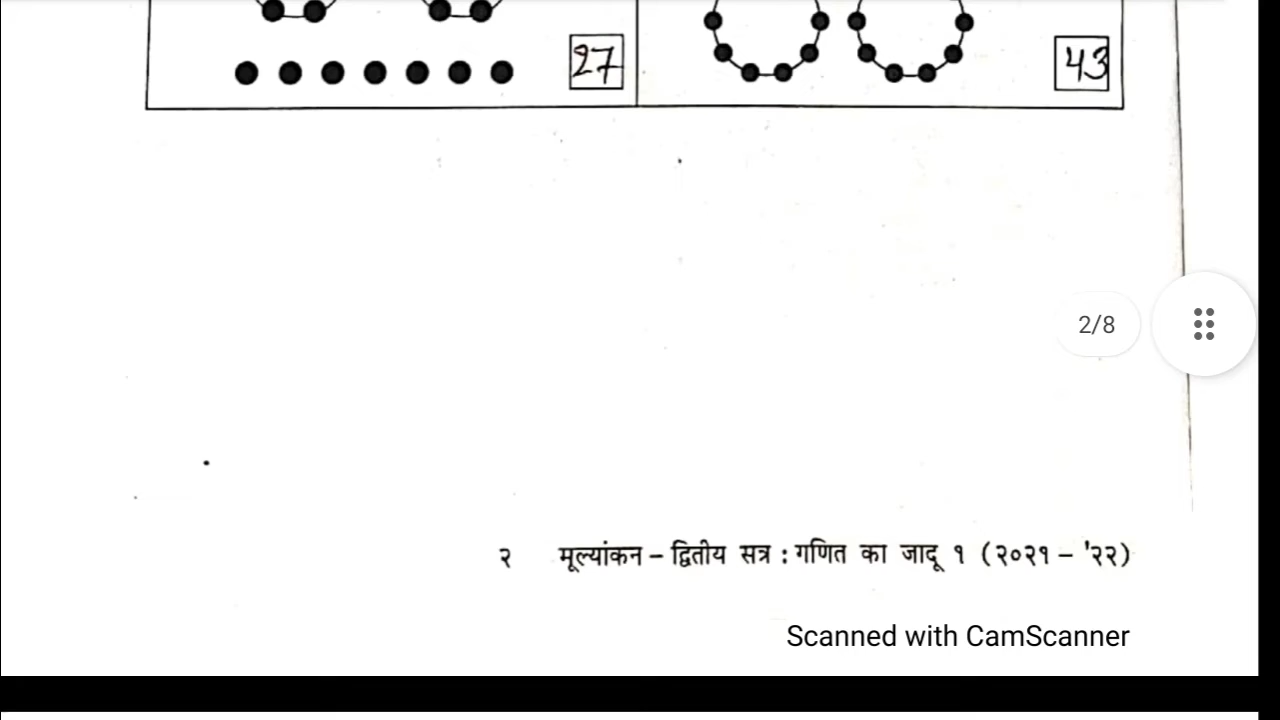 27
43
2/8
२ मूल्यांकन – द्वितीय सत्र : गणित का जादू १ (२०२१ – '२२)
Scanned with CamScanner